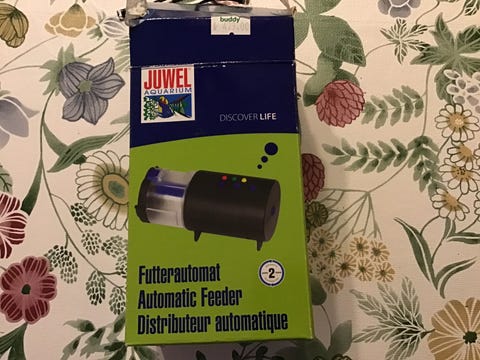 buddy
JUWEL
AQUARIUM
DISCOVER LIFE
Futterautomat
Automatic Feeder
Distributeur automatique
2